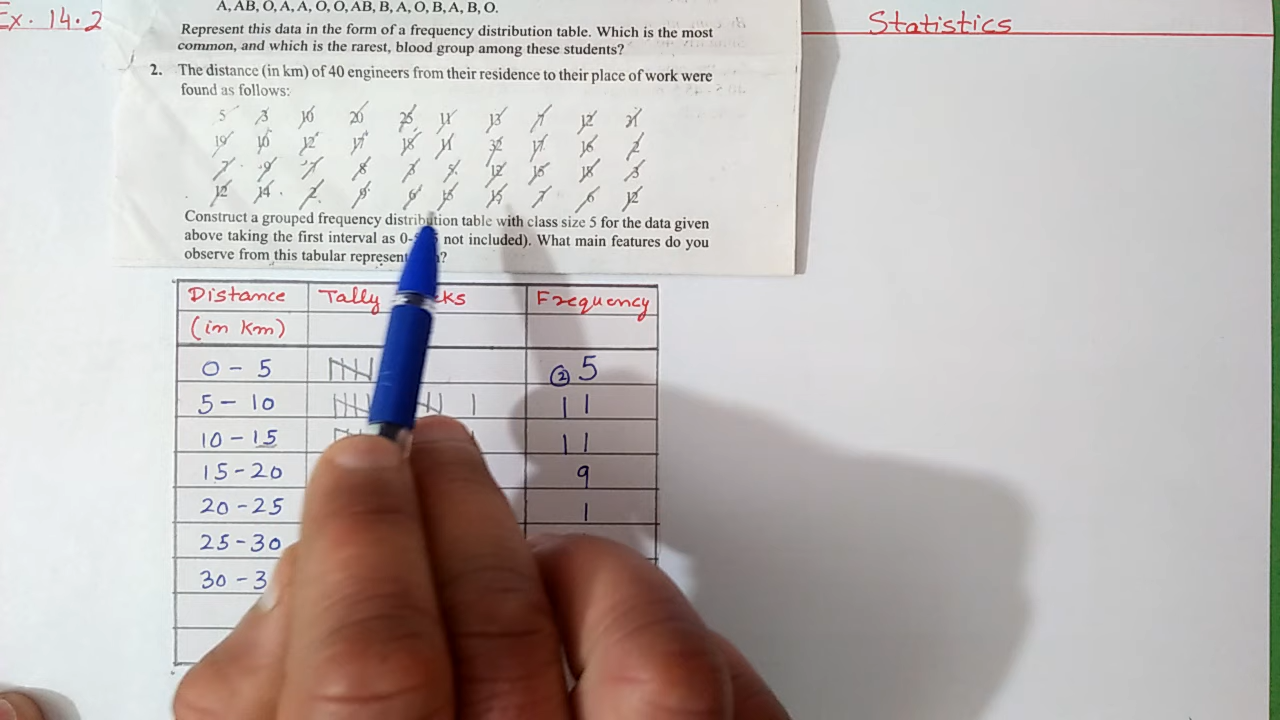 Ex. 14.2
Statistics
A, AB, O, A, A, O, O, AB, B, A, O, B, A, B, O.
Represent this data in the form of a frequency distribution table. Which is the most
common, and which is the rarest, blood group among these students?
2. The distance (in km) of 40 engineers from their residence to their place of work were
found as follows:
5 3 10 20 25 11 13 7 12 31
19 10 12 17 18 11 32 17 16 2
7 9 7 8 3 5 12 15 18 3
12 14 2 9 6 15 15 7 6 12
Construct a grouped frequency distribution table with class size 5 for the data given
above taking the first interval as 0- not included). What main features do you
observe from this tabular
Distance Tally Frequency
(in Km)
0 - 5 ② 5
5 - 10 11
10 - 15 11
15 - 20 9
20 - 25 1
25 - 30
30 - 3